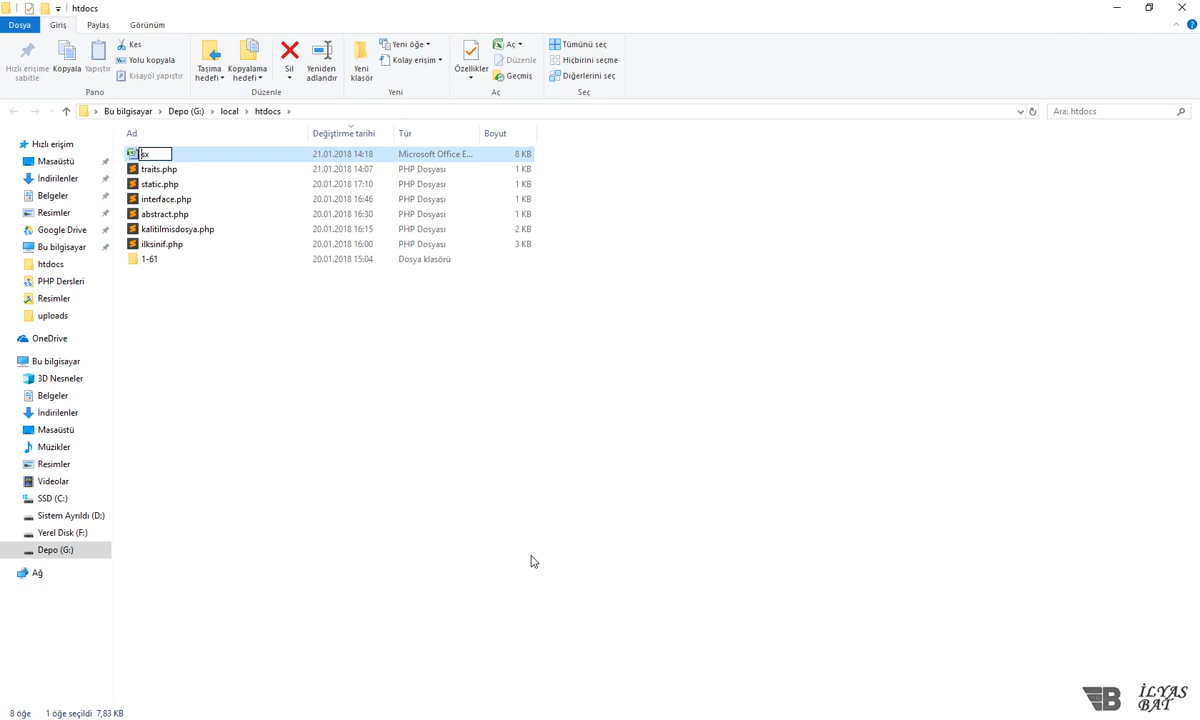 htdocs
Dosya Giriş Paylaş Görünüm
Hızlı erişime sabitle
Kopyala
Yapıştır
Kes
Yolu kopyala
Kısayol yapıştır
Pano
Taşıma hedefi
Kopyalama hedefi
Sil
Yeniden adlandır
Düzenle
Yeni klasör
Yeni öğe
Kolay erişim
Yeni
Özellikler
Aç
Düzenle
Geçmiş
Aç
Tümünü seç
Hiçbirini seçme
Diğerlerini seç
Seç
Bu bilgisayar > Depo (G:) > local > htdocs >
Ara: htdocs
Hızlı erişim
Masaüstü
İndirilenler
Belgeler
Resimler
Google Drive
Bu bilgisayar
htdocs
PHP Dersleri
Resimler
uploads
OneDrive
Bu bilgisayar
3D Nesneler
Belgeler
İndirilenler
Masaüstü
Müzikler
Resimler
Videolar
SSD (C:)
Sistem Ayrıldı (D:)
Yerel Disk (F:)
Depo (G:)
Ağ
Ad Değiştirme tarihi Tür Boyut
sx 21.01.2018 14:18 Microsoft Office E... 8 KB
traits.php 21.01.2018 14:07 PHP Dosyası 1 KB
static.php 20.01.2018 17:10 PHP Dosyası 1 KB
interface.php 20.01.2018 16:46 PHP Dosyası 1 KB
abstract.php 20.01.2018 16:30 PHP Dosyası 1 KB
kalitilmisdosya.php 20.01.2018 16:15 PHP Dosyası 2 KB
ilksinif.php 20.01.2018 16:00 PHP Dosyası 3 KB
1-61 20.01.2018 15:04 Dosya klasörü
8 öğe 1 öğe seçildi 7,83 KB
B
İLYAS
BAT